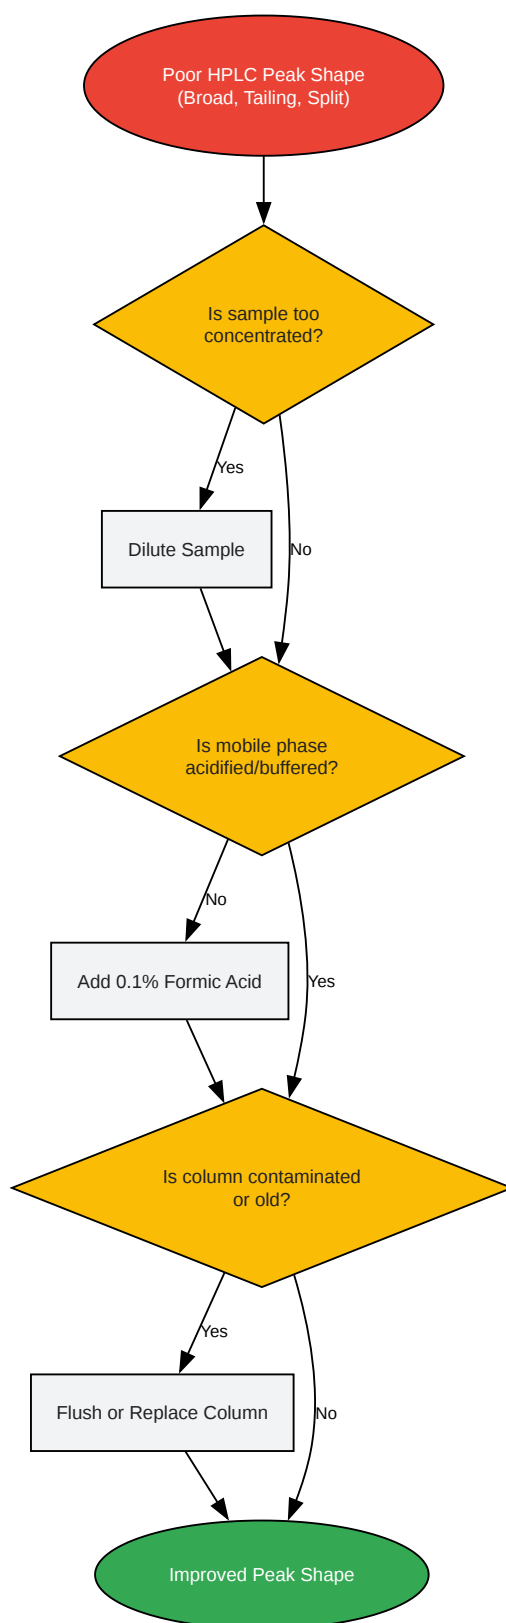 Poor HPLC Peak Shape
(Broad, Tailing, Split)
Is sample too
concentrated?
Yes
No
Dilute Sample
Is mobile phase
acidified/buffered?
No
Yes
Add 0.1% Formic Acid
Is column contaminated
or old?
Yes
No
Flush or Replace Column
Improved Peak Shape